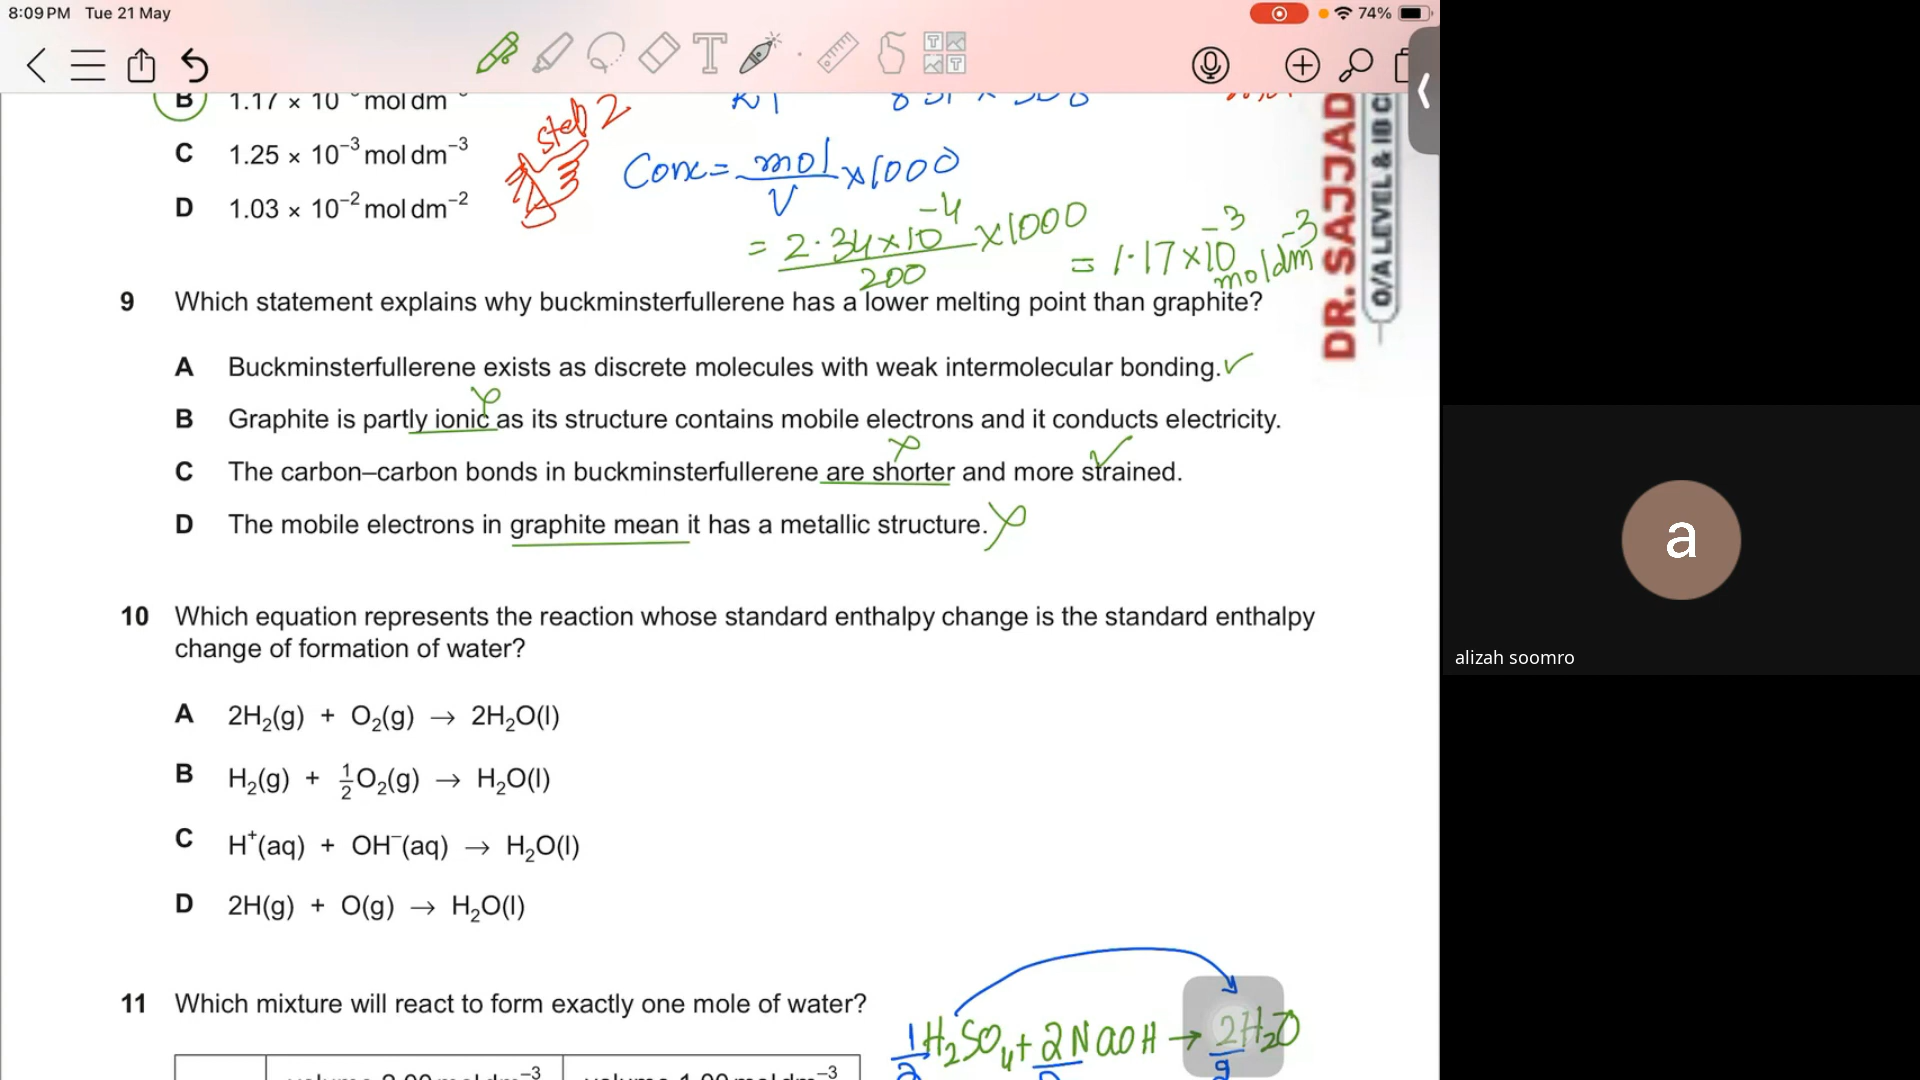 8:09 PM Tue 21 May
74%
B 1.17 × 10 mol dm
C 1.25 × 10⁻³ mol dm⁻³
D 1.03 × 10⁻² mol dm⁻²
step 2
Conc = mol/V × 1000
= 2.34 × 10⁻⁴/200 × 1000 = 1.17 × 10⁻³ mol dm⁻³
DR. SAJJAD
O/A LEVEL & IB C
9 Which statement explains why buckminsterfullerene has a lower melting point than graphite?
A Buckminsterfullerene exists as discrete molecules with weak intermolecular bonding. ✓
B Graphite is partly ionic as its structure contains mobile electrons and it conducts electricity.
C The carbon–carbon bonds in buckminsterfullerene are shorter and more strained.
D The mobile electrons in graphite mean it has a metallic structure.
10 Which equation represents the reaction whose standard enthalpy change is the standard enthalpy
change of formation of water?
A 2H₂(g) + O₂(g) → 2H₂O(l)
B H₂(g) + ½O₂(g) → H₂O(l)
C H⁺(aq) + OH⁻(aq) → H₂O(l)
D 2H(g) + O(g) → H₂O(l)
11 Which mixture will react to form exactly one mole of water?
½H₂SO₄ + 2NaOH → 2H₂O
a
alizah soomro